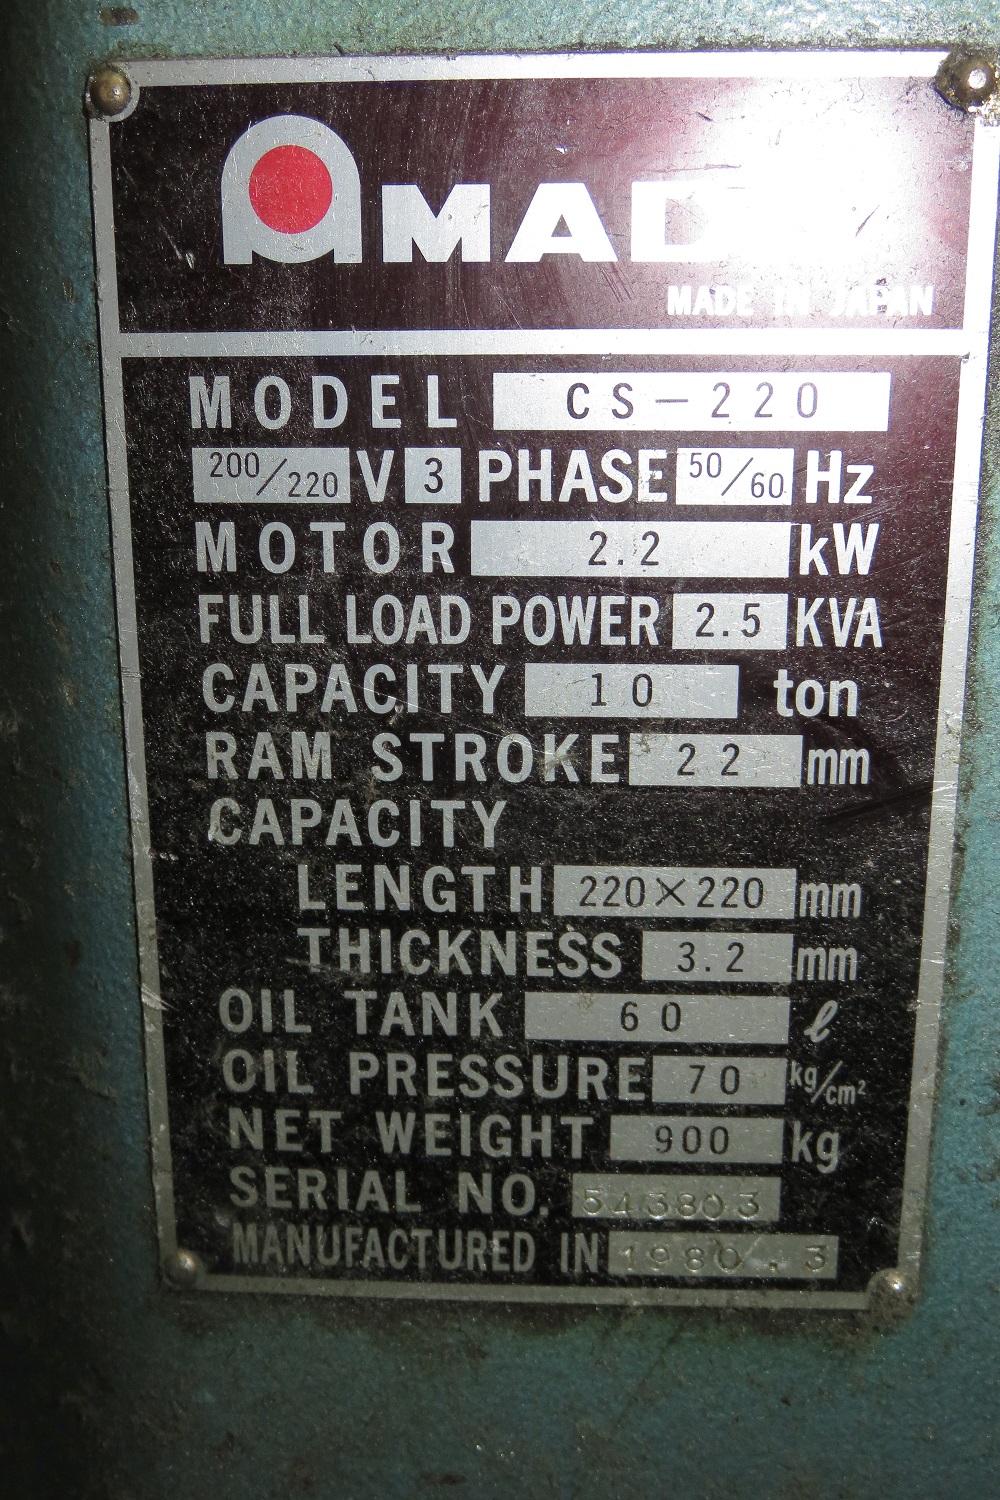 AMADA
MADE IN JAPAN
MODEL CS-220
200/220 V 3 PHASE 50/60 Hz
MOTOR 2.2 kW
FULL LOAD POWER 2.5 KVA
CAPACITY 10 ton
RAM STROKE 22 mm
CAPACITY
LENGTH 220×220 mm
THICKNESS 3.2 mm
OIL TANK 60 ℓ
OIL PRESSURE 70 kg/cm²
NET WEIGHT 900 kg
SERIAL NO. 543803
MANUFACTURED IN 1980.3